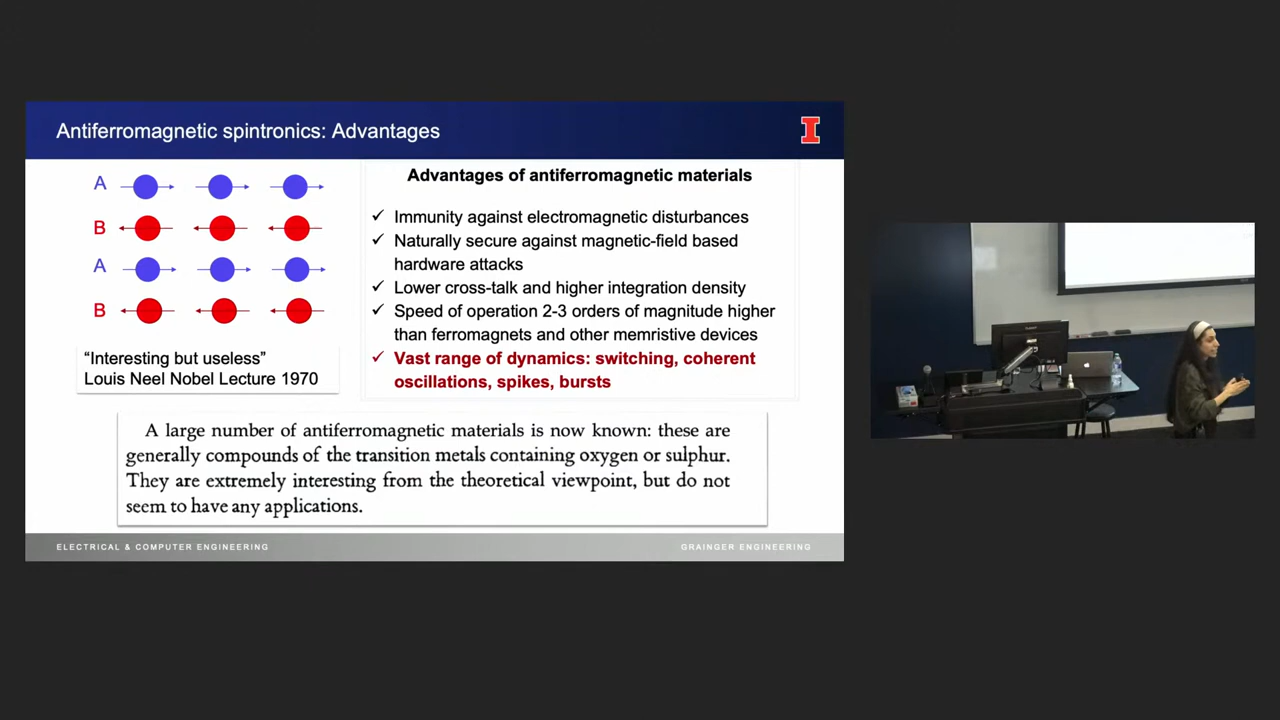 Antiferromagnetic spintronics: Advantages
I
A
B
A
B
"Interesting but useless"
Louis Neel Nobel Lecture 1970
Advantages of antiferromagnetic materials
✓ Immunity against electromagnetic disturbances
✓ Naturally secure against magnetic-field based
hardware attacks
✓ Lower cross-talk and higher integration density
✓ Speed of operation 2-3 orders of magnitude higher
than ferromagnets and other memristive devices
✓ Vast range of dynamics: switching, coherent
oscillations, spikes, bursts
A large number of antiferromagnetic materials is now known: these are
generally compounds of the transition metals containing oxygen or sulphur.
They are extremely interesting from the theoretical viewpoint, but do not
seem to have any applications.
ELECTRICAL & COMPUTER ENGINEERING
GRAINGER ENGINEERING